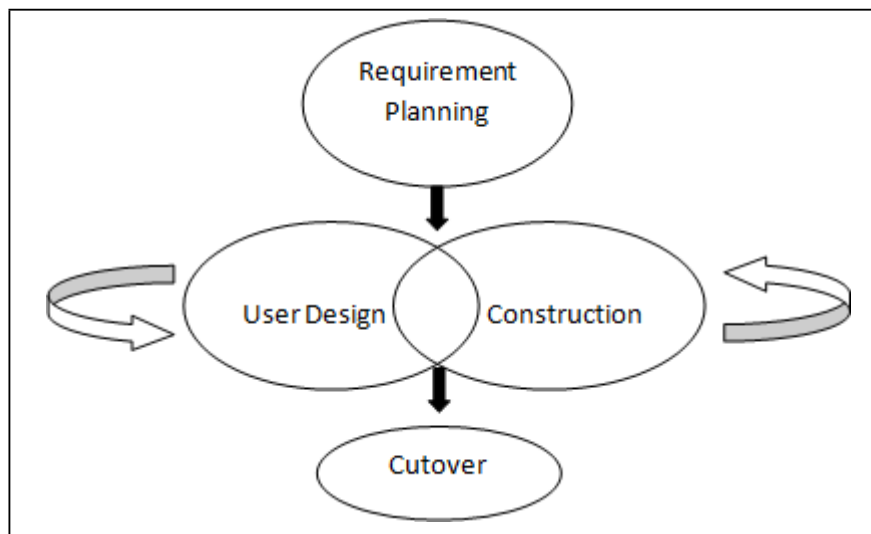 Requirement
Planning
User Design
Construction
Cutover